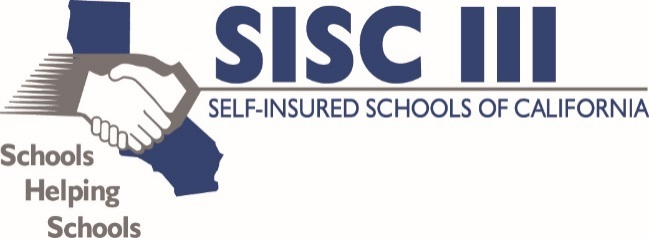 SISC III
SELF-INSURED SCHOOLS OF CALIFORNIA
Schools
Helping
Schools